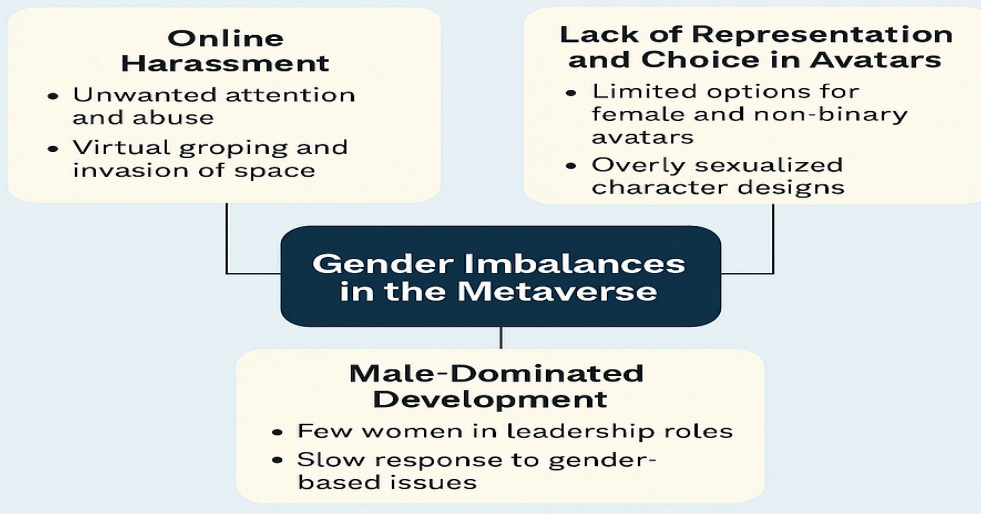 Online
Harassment
• Unwanted attention
and abuse
• Virtual groping and
invasion of space
Lack of Representation
and Choice in Avatars
• Limited options for
female and non-binary
avatars
• Overly sexualized
character designs
Gender Imbalances
in the Metaverse
Male-Dominated
Development
• Few women in leadership roles
• Slow response to gender-
based issues